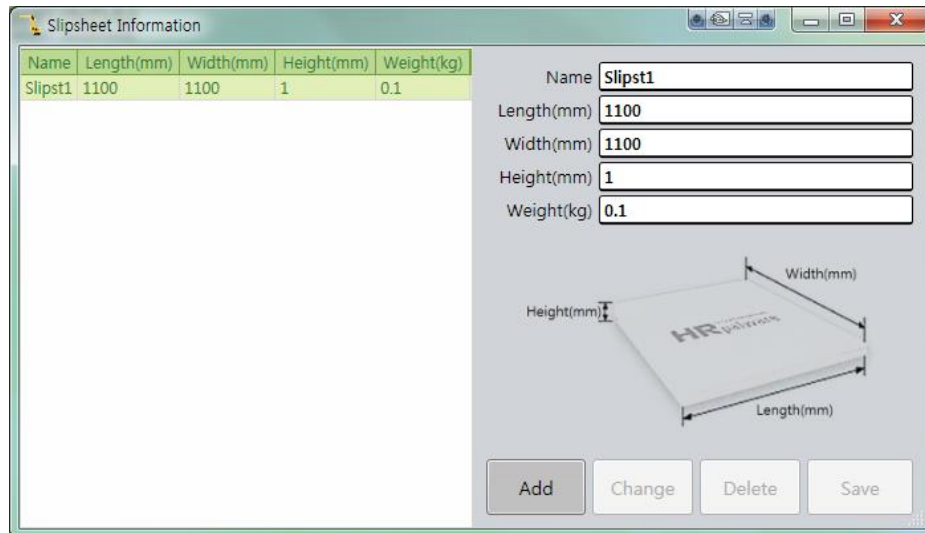 Slipsheet Information
Name Length(mm) Width(mm) Height(mm) Weight(kg)
Slipst1 1100 1100 1 0.1
Name Slipst1
Length(mm) 1100
Width(mm) 1100
Height(mm) 1
Weight(kg) 0.1
Width(mm)
Height(mm)
HR palware
Length(mm)
Add Change Delete Save